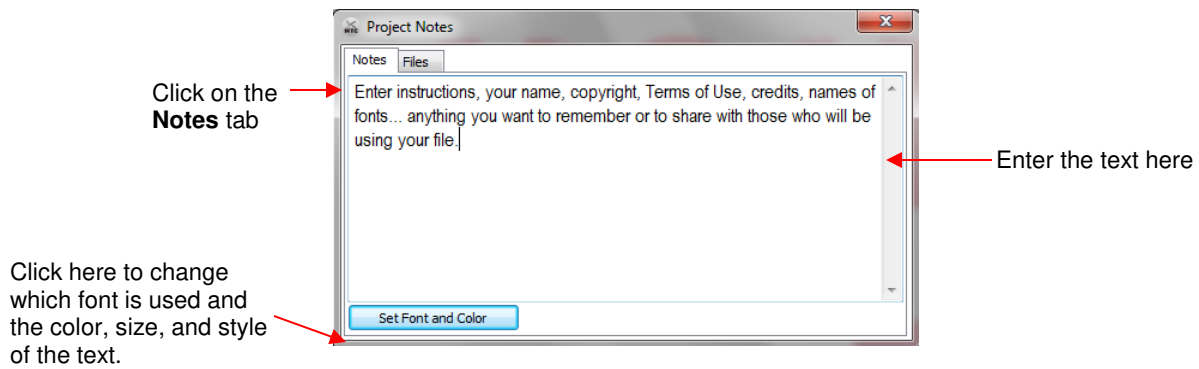 Project Notes
Notes Files
Click on the
Notes tab
Enter instructions, your name, copyright, Terms of Use, credits, names of
fonts... anything you want to remember or to share with those who will be
using your file.
Enter the text here
Click here to change
which font is used and
the color, size, and style
of the text.
Set Font and Color